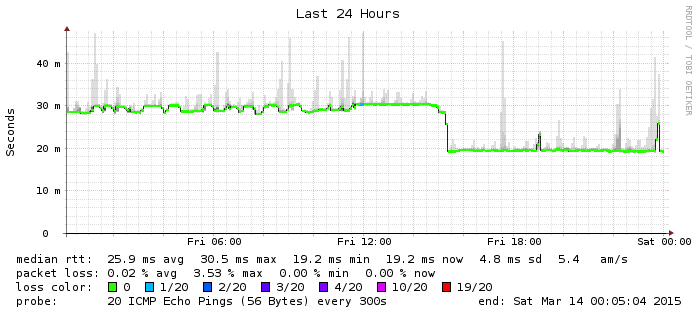 Last 24 Hours
RRDTOOL / TOBI OETIKER
Seconds
40 m
30 m
20 m
10 m
0
Fri 06:00 Fri 12:00 Fri 18:00 Sat 00:00
median rtt: 25.9 ms avg 30.5 ms max 19.2 ms min 19.2 ms now 4.8 ms sd 5.4 am/s
packet loss: 0.02 % avg 3.53 % max 0.00 % min 0.00 % now
loss color: 0 1/20 2/20 3/20 4/20 10/20 19/20
probe: 20 ICMP Echo Pings (56 Bytes) every 300s end: Sat Mar 14 00:05:04 2015